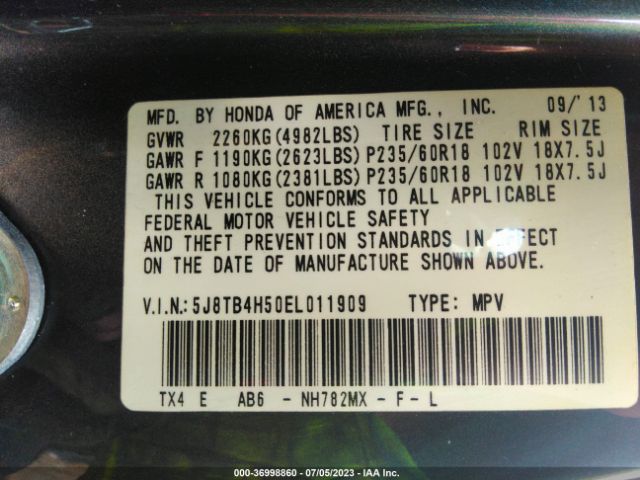 MFD. BY HONDA OF AMERICA MFG., INC. 09/'13
GVWR 2260KG(4982LBS) TIRE SIZE RIM SIZE
GAWR F 1190KG(2623LBS) P235/60R18 102V 18X7.5J
GAWR R 1080KG(2381LBS) P235/60R18 102V 18X7.5J
THIS VEHICLE CONFORMS TO ALL APPLICABLE
FEDERAL MOTOR VEHICLE SAFETY
AND THEFT PREVENTION STANDARDS IN EFFECT
ON THE DATE OF MANUFACTURE SHOWN ABOVE.
V.I.N.:5J8TB4H50EL011909 TYPE: MPV
TX4 E AB6 - NH782MX - F - L
000-36998860 - 07/05/2023 - IAA Inc.